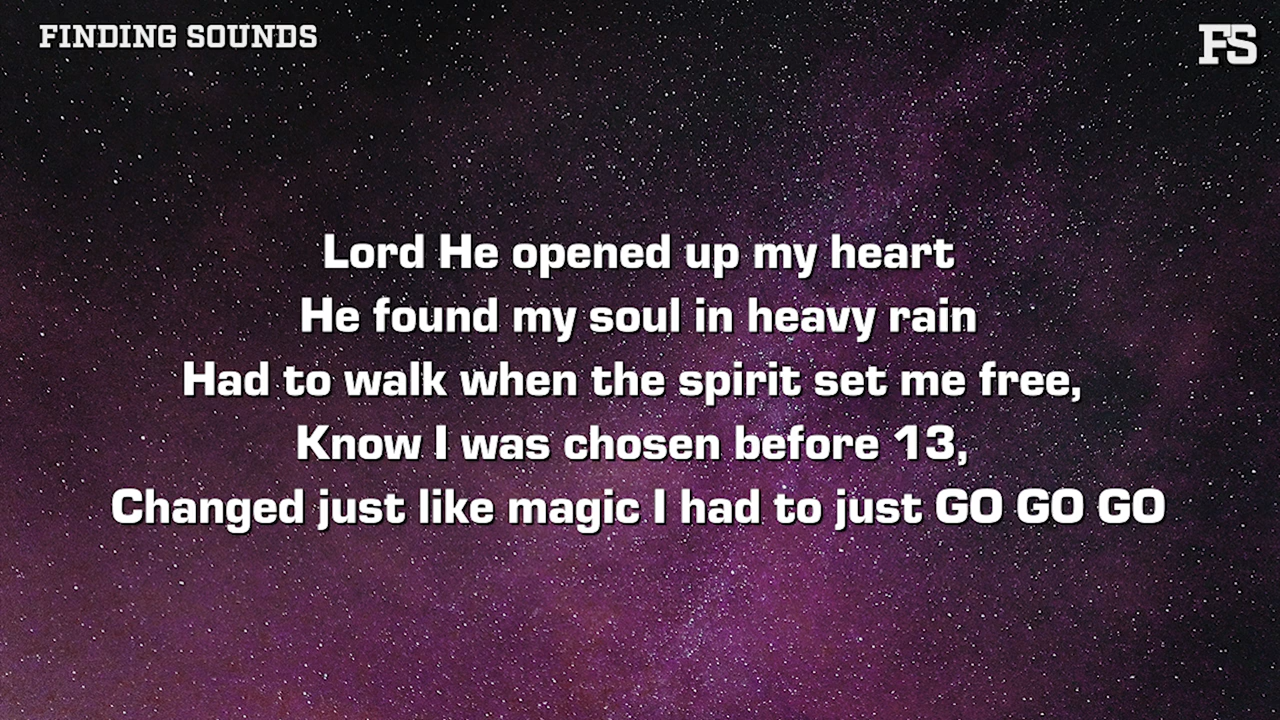 FINDING SOUNDS
FS
Lord He opened up my heart
He found my soul in heavy rain
Had to walk when the spirit set me free,
Know I was chosen before 13,
Changed just like magic I had to just GO GO GO